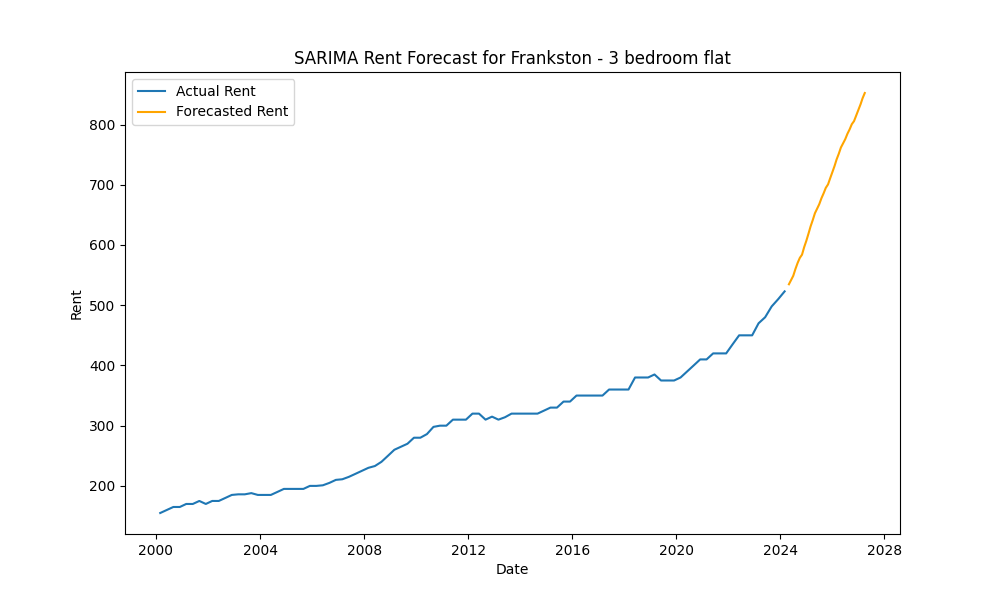 SARIMA Rent Forecast for Frankston - 3 bedroom flat
Actual Rent
Forecasted Rent
800
700
600
500
400
300
200
Rent
2000 2004 2008 2012 2016 2020 2024 2028
Date